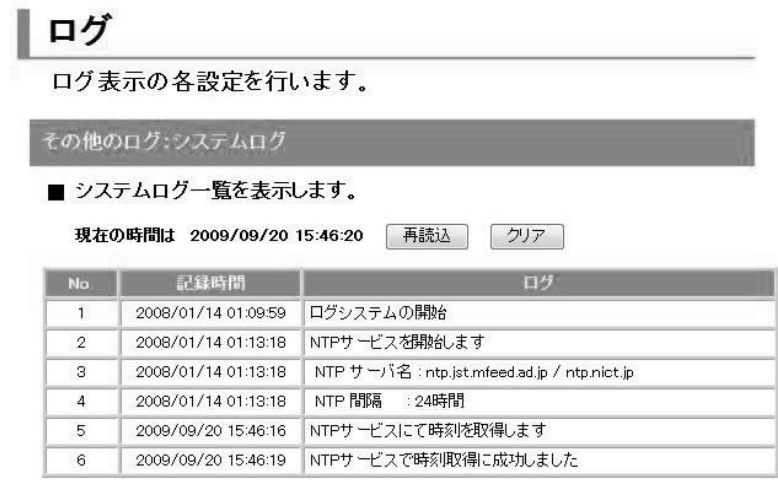 ログ
ログ表示の各設定を行います。
その他のログ:システムログ
■ システムログ一覧を表示します。
現在の時間は 2009/09/20 15:46:20 再読込 クリア
No 記録時間 ログ
1 2008/01/14 01:09:59 ログシステムの開始
2 2008/01/14 01:13:18 NTPサービスを開始します
3 2008/01/14 01:13:18 NTP サーバ名 : ntp.jst.mfeed.ad.jp / ntp.nict.jp
4 2008/01/14 01:13:18 NTP 間隔 : 24時間
5 2009/09/20 15:46:16 NTPサービスにて時刻を取得します
6 2009/09/20 15:46:19 NTPサービスで時刻取得に成功しました